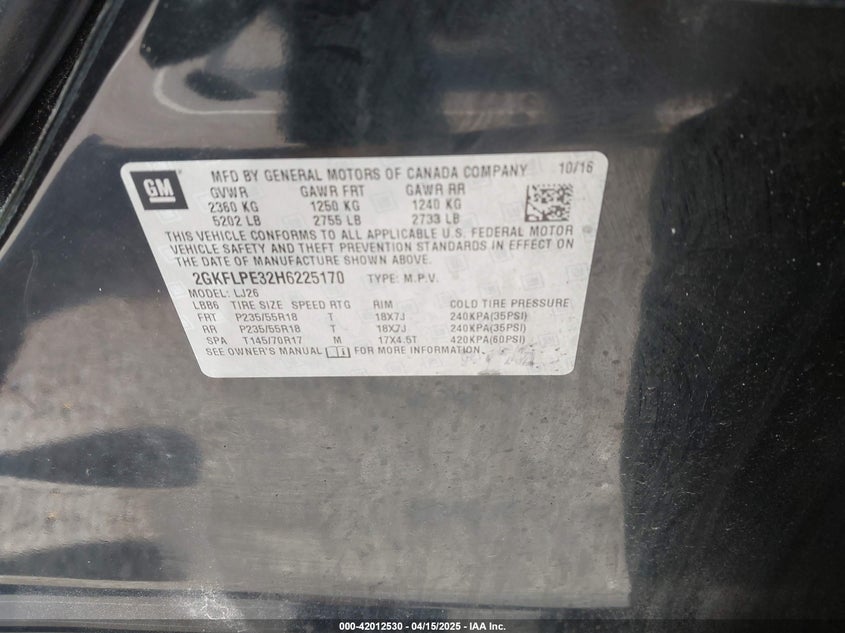 GM
MFD BY GENERAL MOTORS OF CANADA COMPANY 10/16
GVWR GAWR FRT GAWR RR
2360 KG 1250 KG 1240 KG
5202 LB 2755 LB 2733 LB
THIS VEHICLE CONFORMS TO ALL APPLICABLE U.S. FEDERAL MOTOR
VEHICLE SAFETY AND THEFT PREVENTION STANDARDS IN EFFECT ON
THE DATE OF MANUFACTURE SHOWN ABOVE.
2GKFLPE32H6225170 TYPE: M.P.V.
MODEL: LJ26
LBB6 TIRE SIZE SPEED RTG RIM COLD TIRE PRESSURE
FRT P235/55R18 T 18X7J 240KPA(35PSI)
RR P235/55R18 T 18X7J 240KPA(35PSI)
SPA T145/70R17 M 17X4.5T 420KPA(60PSI)
SEE OWNER'S MANUAL FOR MORE INFORMATION.
000-42012530 - 04/15/2025 - IAA Inc.